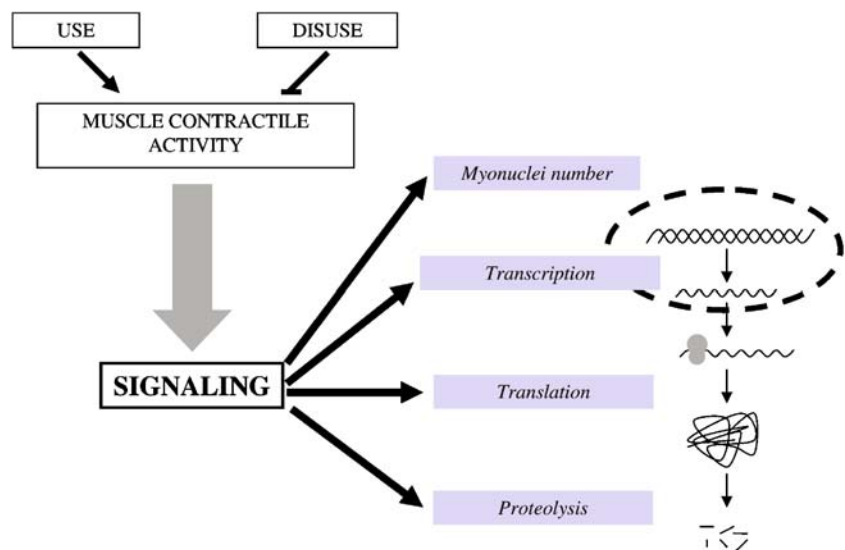 USE
DISUSE
MUSCLE CONTRACTILE
ACTIVITY
Myonuclei number
Transcription
SIGNALING
Translation
Proteolysis